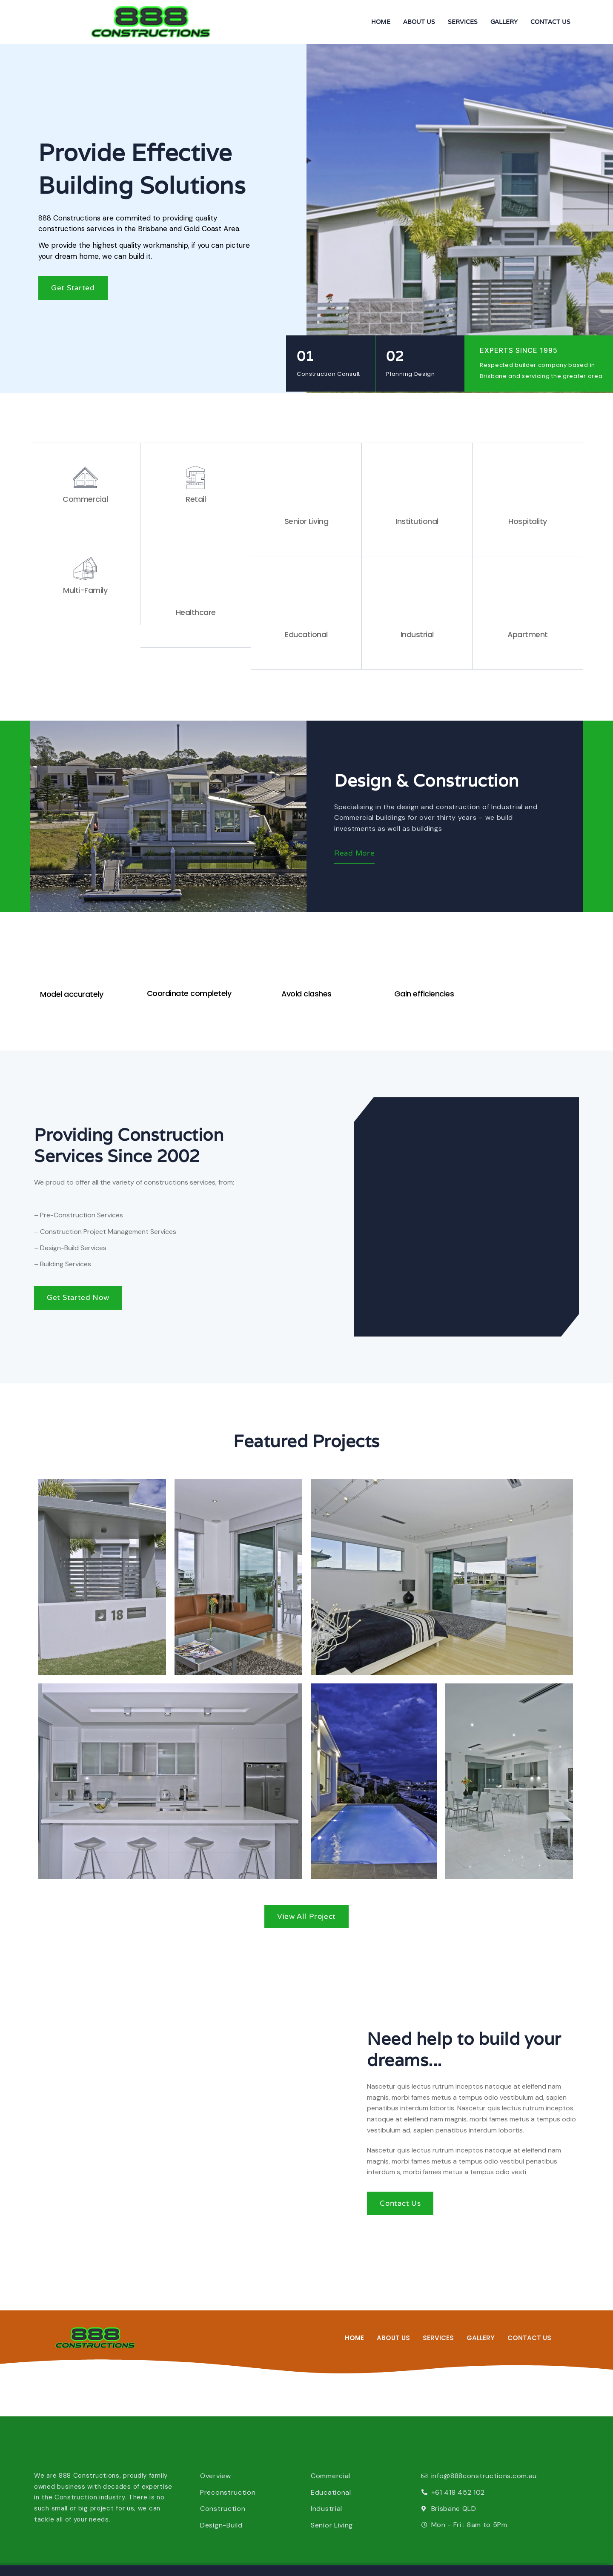 888
CONSTRUCTIONS
HOME
ABOUT US
SERVICES
GALLERY
CONTACT US
Provide Effective
Building Solutions
888 Constructions are commited to providing quality
constructions services in the Brisbane and Gold Coast Area.
We provide the highest quality workmanship, if you can picture
your dream home, we can build it.
Get Started
01
Construction Consult
02
Planning Design
EXPERTS SINCE 1995
Respected builder company based in
Brisbane and servicing the greater area.
Commercial
Retail
Senior Living
Institutional
Hospitality
Multi-Family
Healthcare
Educational
Industrial
Apartment
Design & Construction
Specialising in the design and construction of Industrial and
Commercial buildings for over thirty years – we build
investments as well as buildings
Read More
Model accurately
Coordinate completely
Avoid clashes
Gain efficiencies
Providing Construction
Services Since 2002
We proud to offer all the variety of constructions services, from:
– Pre-Construction Services
– Construction Project Management Services
– Design-Build Services
– Building Services
Get Started Now
Featured Projects
18
View All Project
Need help to build your
dreams...
Nascetur quis lectus rutrum inceptos natoque at eleifend nam
magnis, morbi fames metus a tempus odio vestibulum ad, sapien
penatibus interdum lobortis. Nascetur quis lectus rutrum inceptos
natoque at eleifend nam magnis, morbi fames metus a tempus odio
vestibulum ad, sapien penatibus interdum lobortis.
Nascetur quis lectus rutrum inceptos natoque at eleifend nam
magnis, morbi fames metus a tempus odio vestibul penatibus
interdum s, morbi fames metus a tempus odio vesti
Contact Us
888
CONSTRUCTIONS
HOME
ABOUT US
SERVICES
GALLERY
CONTACT US
We are 888 Constructions, proudly family
owned business with decades of expertise
in the Construction industry. There is no
such small or big project for us, we can
tackle all of your needs.
Overview
Preconstruction
Construction
Design-Build
Commercial
Educational
Industrial
Senior Living
info@888constructions.com.au
+61 418 452 102
Brisbane QLD
Mon - Fri : 8am to 5Pm